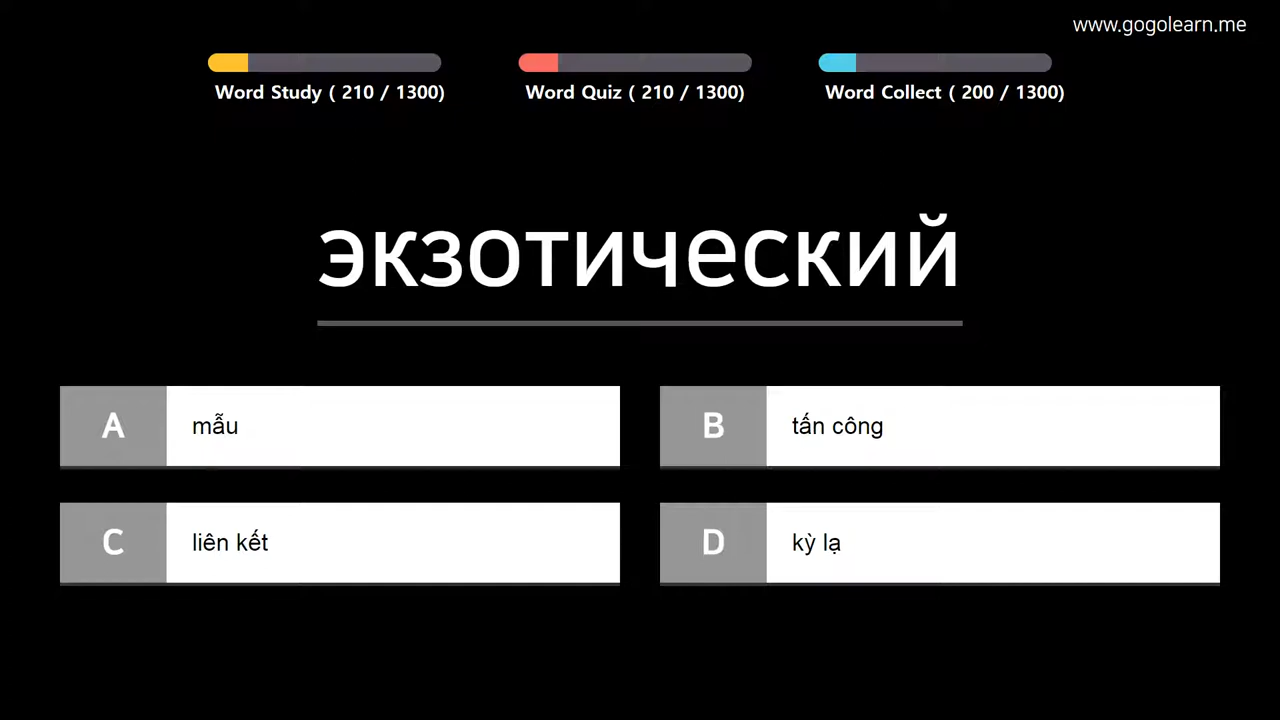 www.gogolearn.me
Word Study ( 210 / 1300)
Word Quiz ( 210 / 1300)
Word Collect ( 200 / 1300)
экзотический
A mẫu
B tấn công
C liên kết
D kỳ lạ